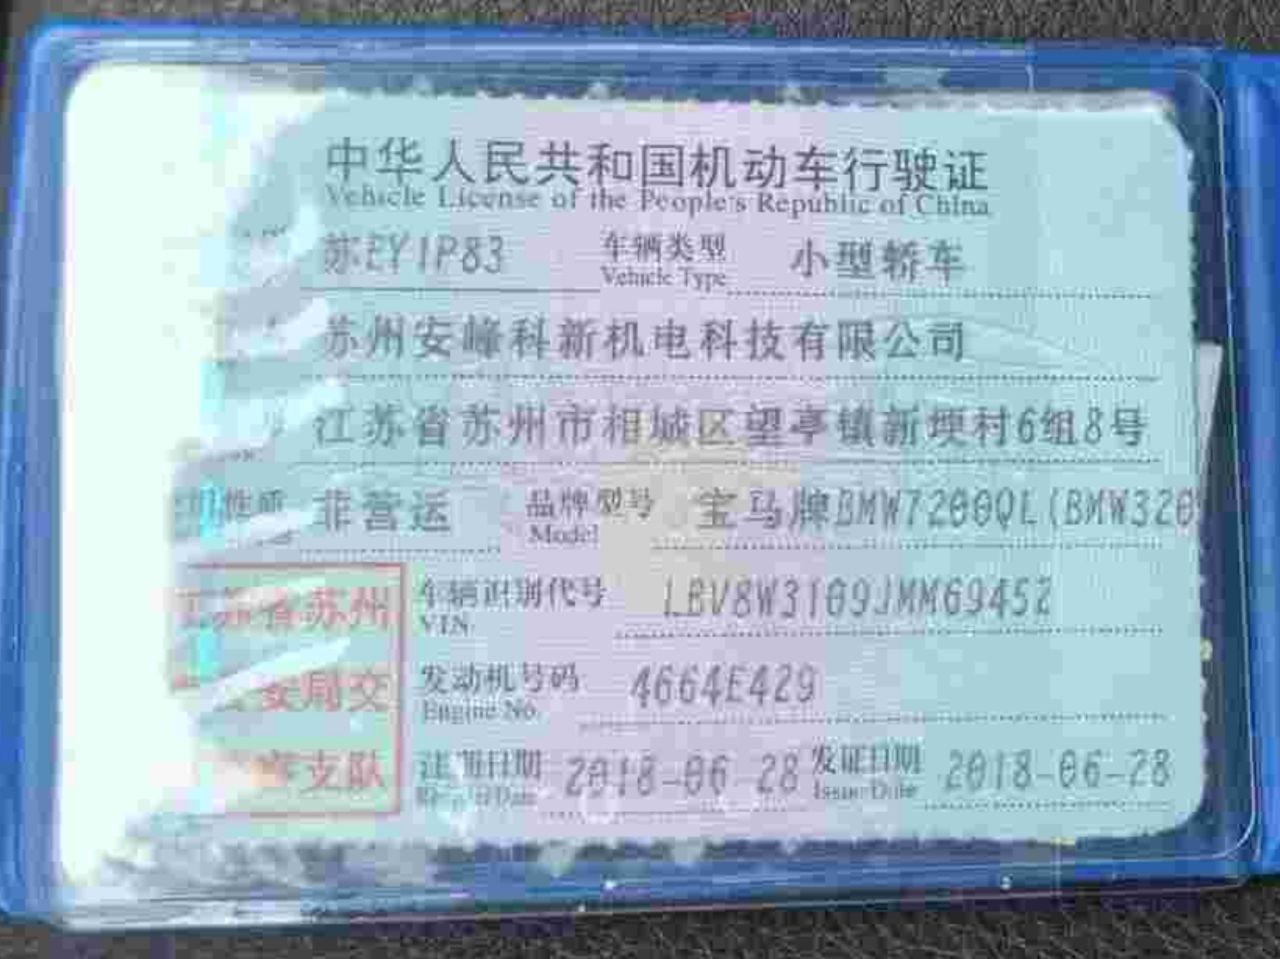 中华人民共和国机动车行驶证
Vehicle License of the People's Republic of China
苏EY1P83 车辆类型 小型轿车
Vehicle Type
苏州安峰科新机电科技有限公司
江苏省苏州市相城区望亭镇新埂村6组8号
性质 非营运 品牌型号 宝马牌BMW7200QL(BMW320
Model
车辆识别代号 LBV8W3109JMM69452
VIN
发动机号码 4664E429
Engine No.
注册日期 2018-06-28 发证日期 2018-06-28
Issue Date
省苏州
安局交
支队